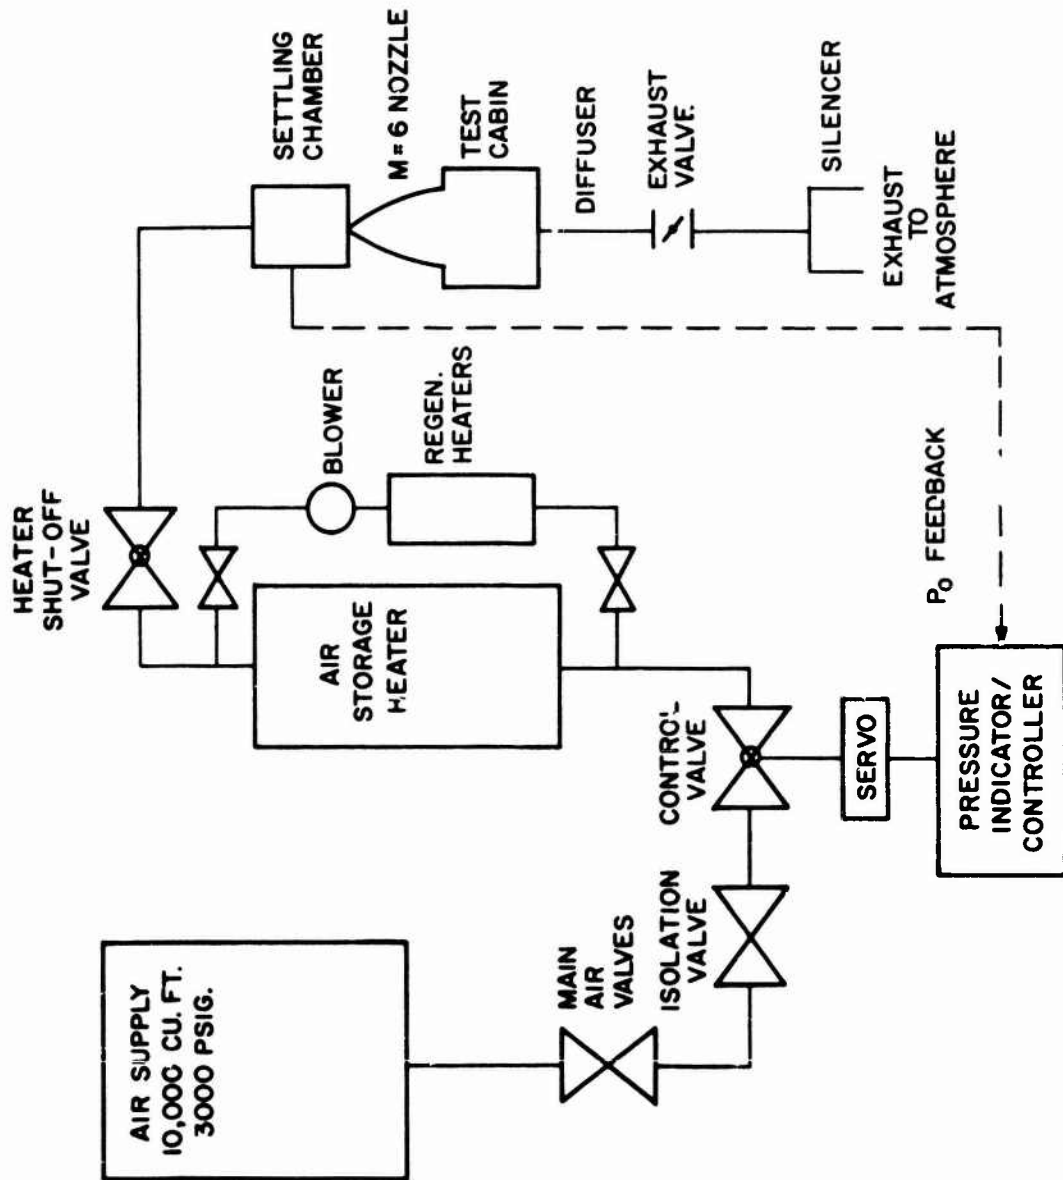 AIR SUPPLY
10,000 CU. FT.
3000 PSIG.
MAIN
AIR
VALVES
ISOLATION
VALVE
CONTROL
VALVE
SERVO
PRESSURE
INDICATOR/
CONTROLLER
P₀ FEEDBACK
AIR
STORAGE
HEATER
HEATER
SHUT-OFF
VALVE
BLOWER
REGEN.
HEATERS
SETTLING
CHAMBER
M=6 NOZZLE
TEST
CABIN
DIFFUSER
EXHAUST
VALVE.
SILENCER
EXHAUST
TO
ATMOSPHERE